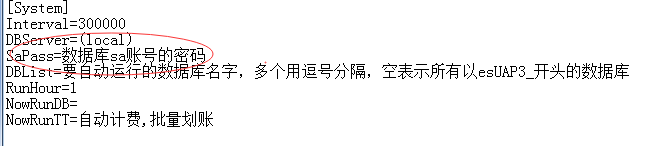 [System]
Interval=300000
DBServer=(local)
SaPass=数据库sa账号的密码
DBList=要自动运行的数据库名字，多个用逗号分隔，空表示所有以esUAP3_开头的数据库
RunHour=1
NowRunDB=
NowRunTT=自动计费,批量划账